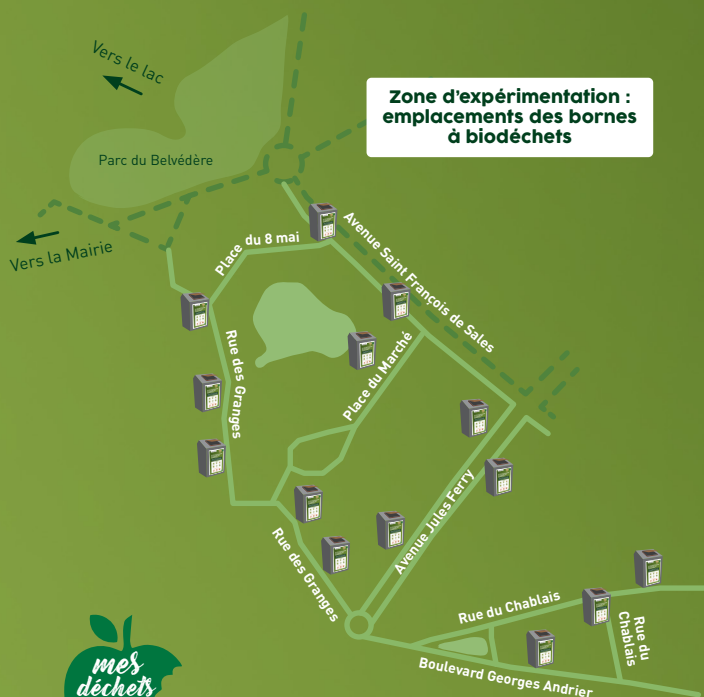 Vers le lac
Zone d'expérimentation :
emplacements des bornes
à biodéchets
Parc du Belvédère
Vers la Mairie
Place du 8 mai
Avenue Saint François de Sales
Rue des Granges
Place du Marché
Avenue Jules Ferry
Rue des Granges
Rue du Chablais
Rue du
Chablais
Boulevard Georges Andrier
mes
déchets